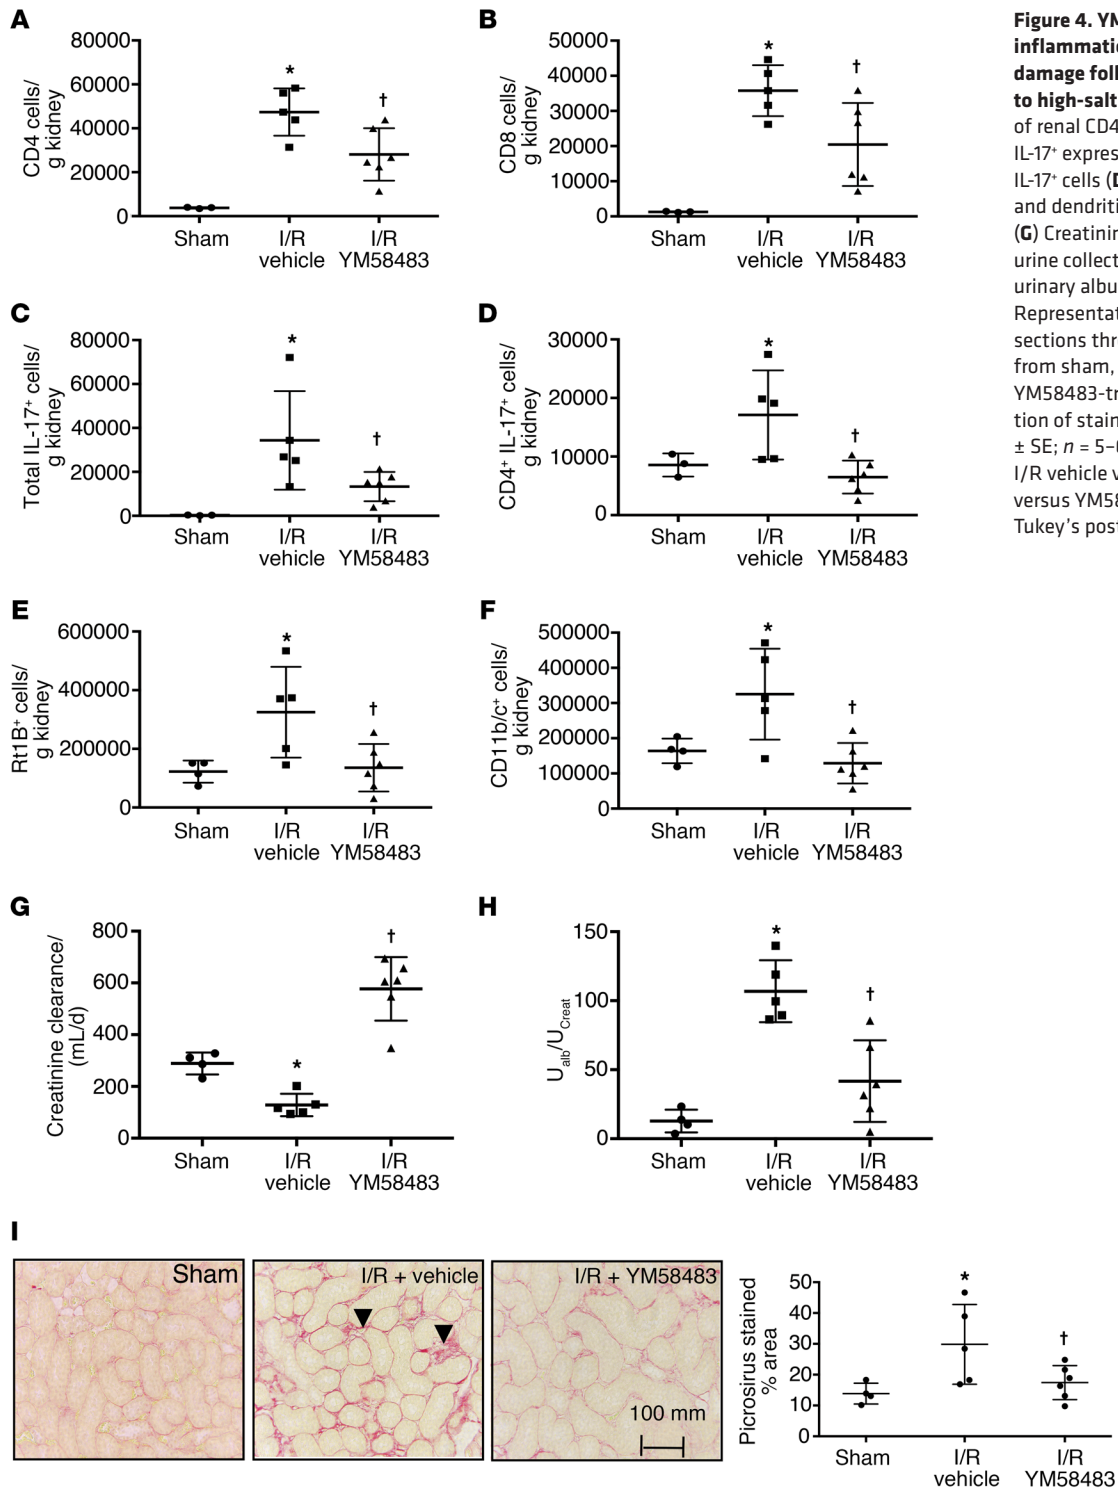 A
80000
60000
40000
20000
0
CD4 cells/
g kidney
*
†
Sham
I/R
vehicle
I/R
YM58483
B
50000
40000
30000
20000
10000
0
CD8 cells/
g kidney
*
†
Sham
I/R
vehicle
I/R
YM58483
C
80000
60000
40000
20000
0
Total IL-17⁺ cells/
g kidney
*
†
Sham
I/R
vehicle
I/R
YM58483
D
30000
20000
10000
0
CD4⁺ IL-17⁺ cells/
g kidney
*
†
Sham
I/R
vehicle
I/R
YM58483
E
600000
400000
200000
0
Rt1B⁺ cells/
g kidney
*
†
Sham
I/R
vehicle
I/R
YM58483
F
500000
400000
300000
200000
100000
0
CD11b/c⁺ cells/
g kidney
*
†
Sham
I/R
vehicle
I/R
YM58483
G
800
600
400
200
0
Creatinine clearance/
(mL/d)
*
†
Sham
I/R
vehicle
I/R
YM58483
H
150
100
50
0
U_alb/U_Creat
*
†
Sham
I/R
vehicle
I/R
YM58483
I
Sham
I/R + vehicle
I/R + YM58483
100 mm
50
40
30
20
10
0
Picrosirus stained
% area
*
†
Sham
I/R
vehicle
I/R
YM58483
Figure 4. YM
inflammatio
damage foll
to high-salt
of renal CD4
IL-17⁺ expres
IL-17⁺ cells (D
and dendriti
(G) Creatinin
urine collect
urinary albu
Representat
sections thr
from sham,
YM58483-tr
tion of stain
± SE; n = 5–
I/R vehicle v
versus YM58
Tukey's post